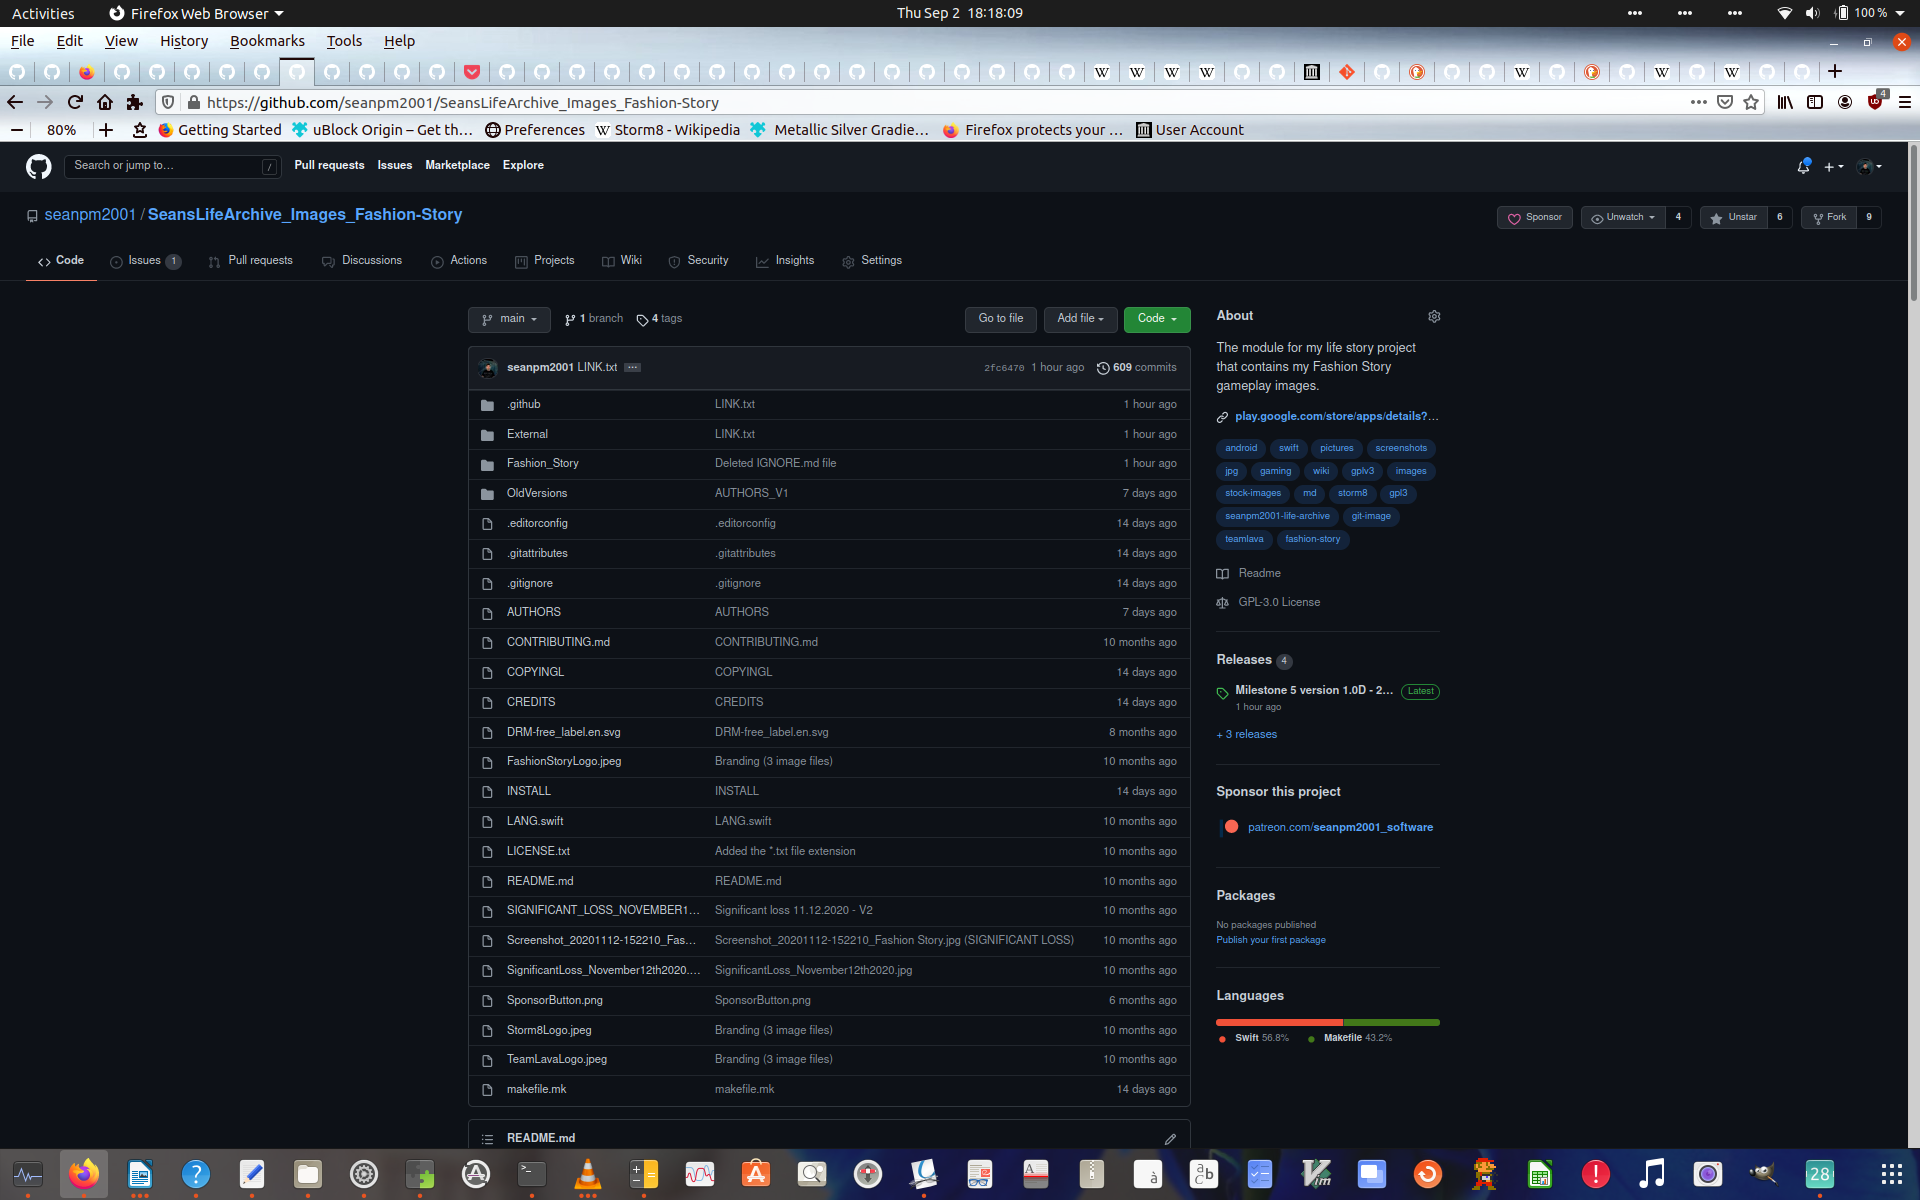 Activities Firefox Web Browser Thu Sep 2 18:18:09 100 %
File Edit View History Bookmarks Tools Help
https://github.com/seanpm2001/SeansLifeArchive_Images_Fashion-Story 4
80% Getting Started uBlock Origin – Get th… Preferences Storm8 - Wikipedia Metallic Silver Gradie… Firefox protects your … User Account
Search or jump to… / Pull requests Issues Marketplace Explore
seanpm2001 / SeansLifeArchive_Images_Fashion-Story Sponsor Unwatch 4 Unstar 6 Fork 9
Code Issues 1 Pull requests Discussions Actions Projects Wiki Security Insights Settings
main 1 branch 4 tags Go to file Add file Code
seanpm2001 LINK.txt ... 2fc6470 1 hour ago 609 commits
.github LINK.txt 1 hour ago
External LINK.txt 1 hour ago
Fashion_Story Deleted IGNORE.md file 1 hour ago
OldVersions AUTHORS_V1 7 days ago
.editorconfig .editorconfig 14 days ago
.gitattributes .gitattributes 14 days ago
.gitignore .gitignore 14 days ago
AUTHORS AUTHORS 7 days ago
CONTRIBUTING.md CONTRIBUTING.md 10 months ago
COPYINGL COPYINGL 14 days ago
CREDITS CREDITS 14 days ago
DRM-free_label.en.svg DRM-free_label.en.svg 8 months ago
FashionStoryLogo.jpeg Branding (3 image files) 10 months ago
INSTALL INSTALL 14 days ago
LANG.swift LANG.swift 10 months ago
LICENSE.txt Added the *.txt file extension 10 months ago
README.md README.md 10 months ago
SIGNIFICANT_LOSS_NOVEMBER1… Significant loss 11.12.2020 - V2 10 months ago
Screenshot_20201112-152210_Fas… Screenshot_20201112-152210_Fashion Story.jpg (SIGNIFICANT LOSS) 10 months ago
SignificantLoss_November12th2020.… SignificantLoss_November12th2020.jpg 10 months ago
SponsorButton.png SponsorButton.png 6 months ago
Storm8Logo.jpeg Branding (3 image files) 10 months ago
TeamLavaLogo.jpeg Branding (3 image files) 10 months ago
makefile.mk makefile.mk 14 days ago
README.md
About
The module for my life story project
that contains my Fashion Story
gameplay images.
play.google.com/store/apps/details?…
android swift pictures screenshots
jpg gaming wiki gplv3 images
stock-images md storm8 gpl3
seanpm2001-life-archive git-image
teamlava fashion-story
Readme
GPL-3.0 License
Releases 4
Milestone 5 version 1.0D - 2… Latest
1 hour ago
+ 3 releases
Sponsor this project
patreon.com/seanpm2001_software
Packages
No packages published
Publish your first package
Languages
Swift 56.8% Makefile 43.2%
28